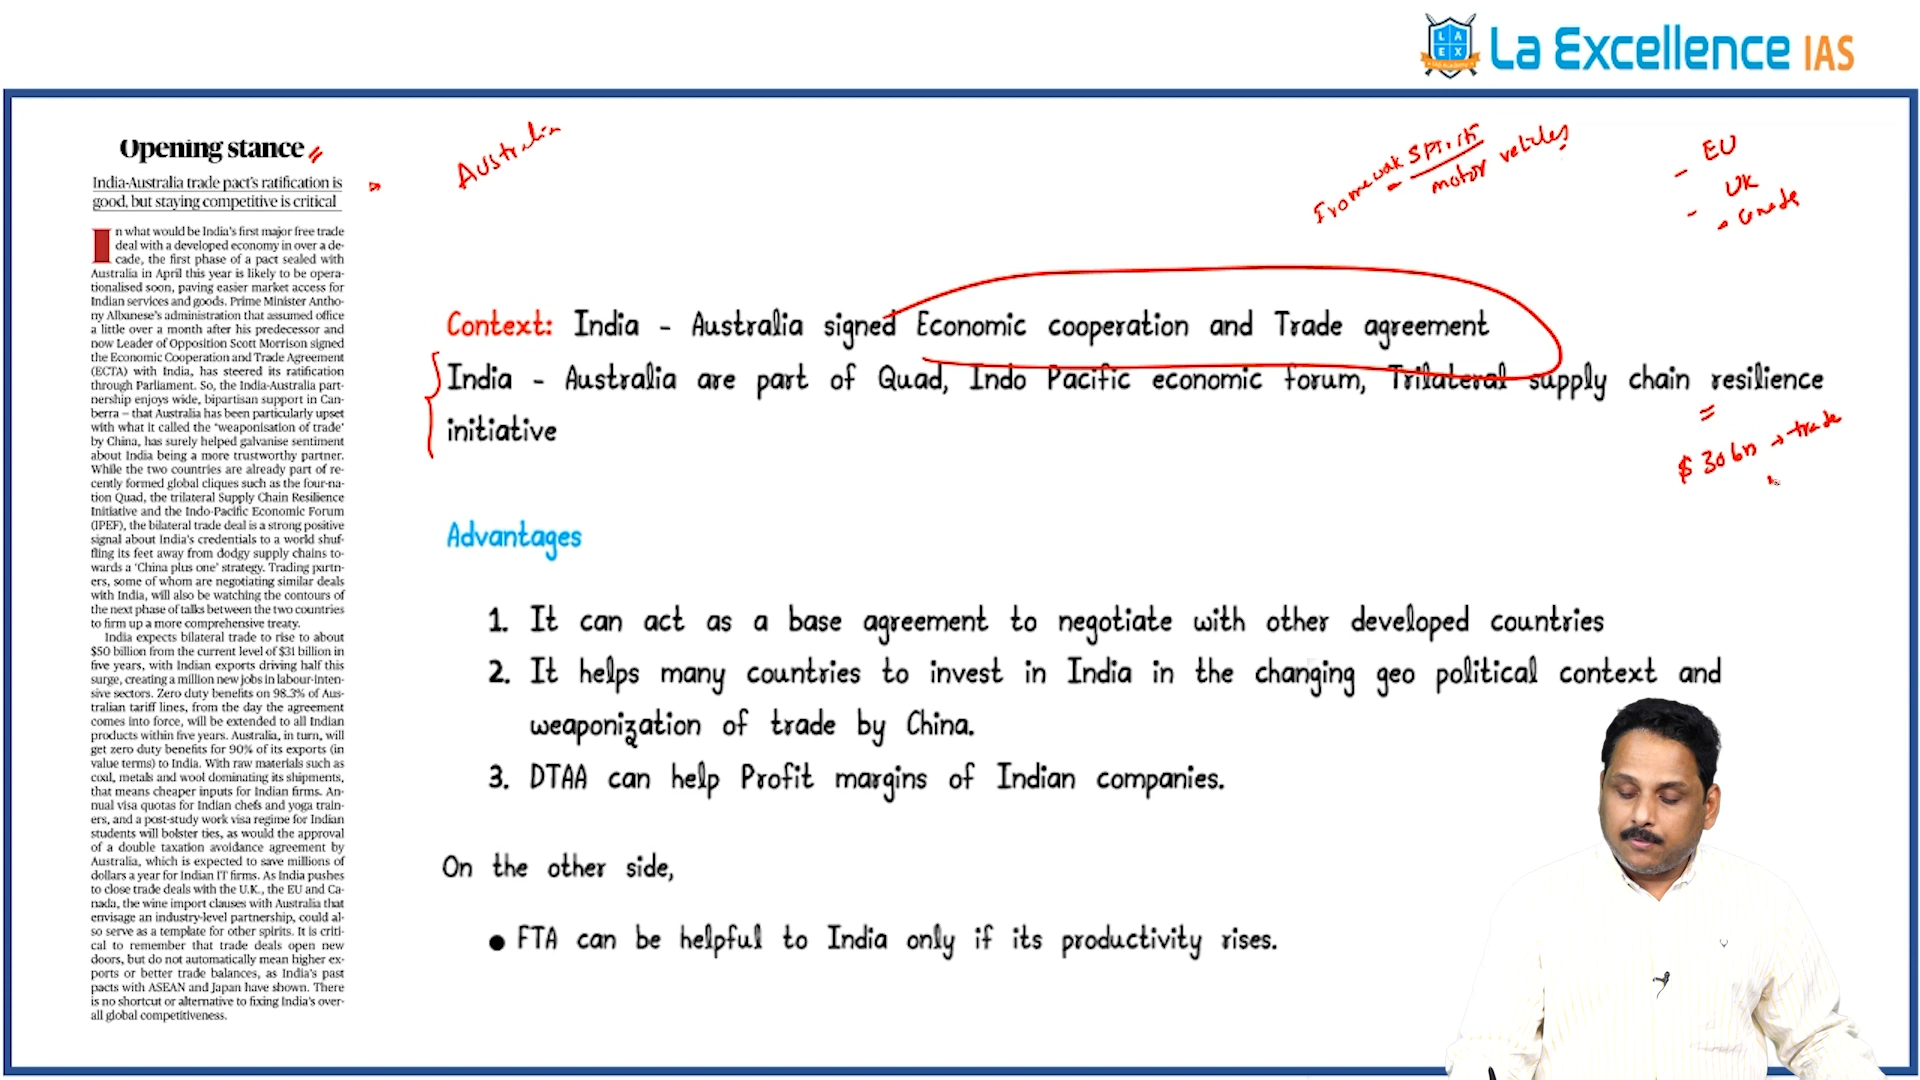 LA
EX
La Excellence IAS
Opening stance
India-Australia trade pact's ratification is
good, but staying competitive is critical
In what would be India's first major free trade
deal with a developed economy in over a de-
cade, the first phase of a pact sealed with
Australia in April this year is likely to be opera-
tionalised soon, paving easier market access for
Indian services and goods. Prime Minister Antho-
ny Albanese's administration that assumed office
a little over a month after his predecessor and
now Leader of Opposition Scott Morrison signed
the Economic Cooperation and Trade Agreement
(ECTA) with India, has steered its ratification
through Parliament. So, the India-Australia part-
nership enjoys wide, bipartisan support in Can-
berra — that Australia has been particularly upset
with what it called the 'weaponisation of trade'
by China, has surely helped galvanise sentiment
about India being a more trustworthy partner.
While the two countries are already part of re-
cently formed global cliques such as the four-na-
tion Quad, the trilateral Supply Chain Resilience
Initiative and the Indo-Pacific Economic Forum
(IPEF), the bilateral trade deal is a strong positive
signal about India's credentials to a world shuf-
fling its feet away from dodgy supply chains to-
wards a 'China plus one' strategy. Trading partn-
ers, some of whom are negotiating similar deals
with India, will also be watching the contours of
the next phase of talks between the two countries
to firm up a more comprehensive treaty.
India expects bilateral trade to rise to about
$50 billion from the current level of $31 billion in
five years, with Indian exports driving half this
surge, creating a million new jobs in labour-inten-
sive sectors. Zero duty benefits on 98.3% of Aus-
tralian tariff lines, from the day the agreement
comes into force, will be extended to all Indian
products within five years. Australia, in turn, will
get zero duty benefits for 90% of its exports (in
value terms) to India. With raw materials such as
coal, metals and wool dominating its shipments,
that means cheaper inputs for Indian firms. An-
nual visa quotas for Indian chefs and yoga train-
ers, and a post-study work visa regime for Indian
students will bolster ties, as would the approval
of a double taxation avoidance agreement by
Australia, which is expected to save millions of
dollars a year for Indian IT firms. As India pushes
to close trade deals with the U.K., the EU and Ca-
nada, the wine import clauses with Australia that
envisage an industry-level partnership, could al-
so serve as a template for other spirits. It is criti-
cal to remember that trade deals open new
doors, but do not automatically mean higher ex-
ports or better trade balances, as India's past
pacts with ASEAN and Japan have shown. There
is no shortcut or alternative to fixing India's over-
all global competitiveness.
Australia
spirits
motor
EU
UK
Context: India - Australia signed Economic cooperation and Trade agreement
India - Australia are part of Quad, Indo Pacific economic forum, Trilateral supply chain resilience
initiative
$ 30 bn → trade
Advantages
1. It can act as a base agreement to negotiate with other developed countries
2. It helps many countries to invest in India in the changing geo political context and
weaponization of trade by China.
3. DTAA can help Profit margins of Indian companies.
On the other side,
● FTA can be helpful to India only if its productivity rises.